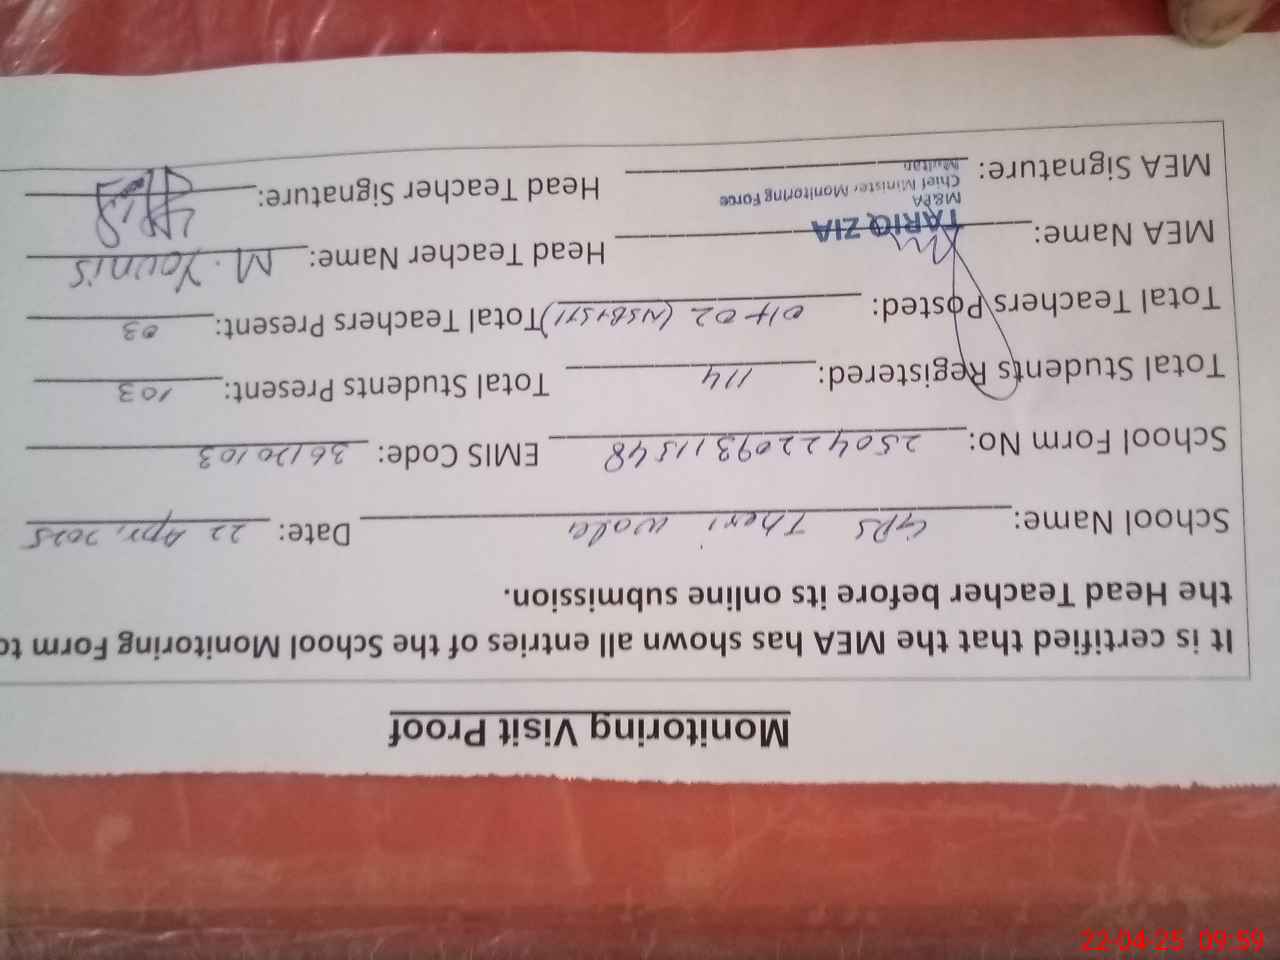 Monitoring Visit Proof
It is certified that the MEA has shown all entries of the School Monitoring Form to
the Head Teacher before its online submission.
School Name: GPS Theri wala Date: 22 Apr, 2025
School Form No: 250422093111548 EMIS Code: 36120103
Total Students Registered: 114 Total Students Present: 103
Total Teachers Posted: 01+02 (NSB+STI) Total Teachers Present: 03
MEA Name: TARIQ ZIA Head Teacher Name: M. Younis
M&PA
Chief Minister Monitoring Force
Multan
MEA Signature: Head Teacher Signature:
22-04-25 09:59